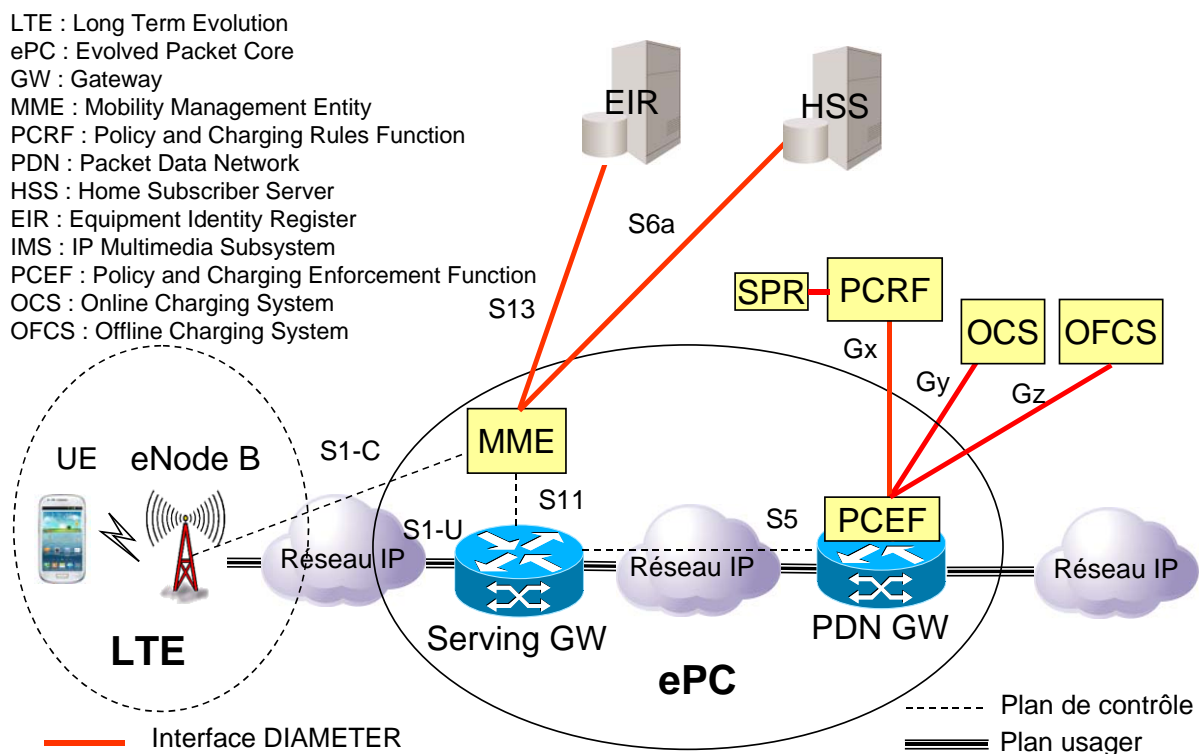 LTE : Long Term Evolution
ePC : Evolved Packet Core
GW : Gateway
MME : Mobility Management Entity
PCRF : Policy and Charging Rules Function
PDN : Packet Data Network
HSS : Home Subscriber Server
EIR : Equipment Identity Register
IMS : IP Multimedia Subsystem
PCEF : Policy and Charging Enforcement Function
OCS : Online Charging System
OFCS : Offline Charging System
EIR
HSS
S6a
S13
SPR
PCRF
OCS
OFCS
Gx
Gy
Gz
MME
UE
eNode B
S1-C
S11
S1-U
S5
PCEF
Réseau IP
Réseau IP
Réseau IP
Serving GW
PDN GW
LTE
ePC
Plan de contrôle
Interface DIAMETER
Plan usager